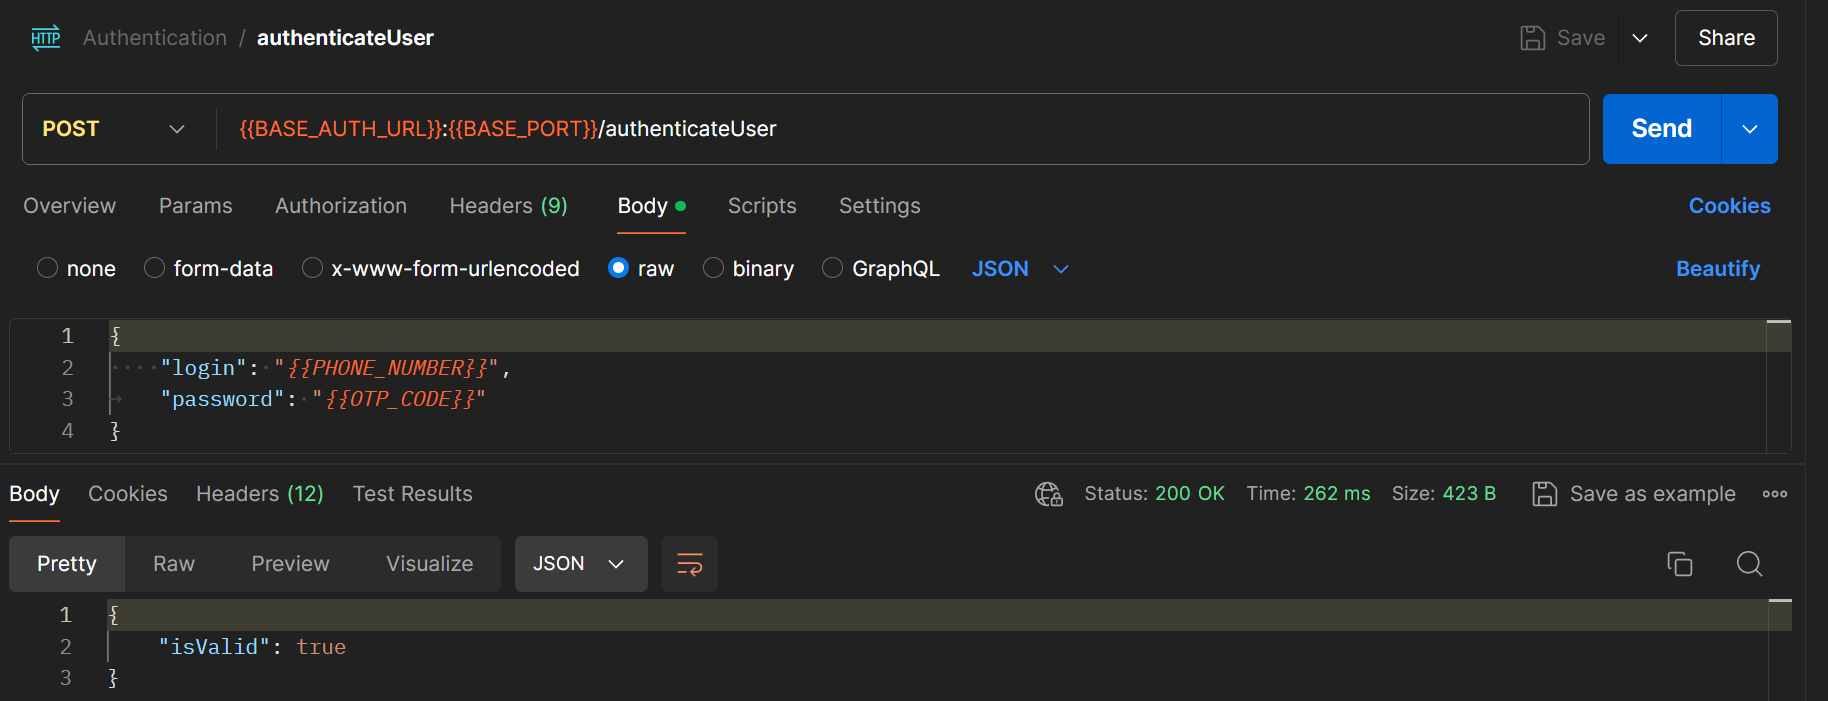 HTTP Authentication / authenticateUser Save Share
POST {{BASE_AUTH_URL}}:{{BASE_PORT}}/authenticateUser Send
Overview Params Authorization Headers (9) Body Scripts Settings Cookies
none form-data x-www-form-urlencoded raw binary GraphQL JSON Beautify
1 {
2 "login": "{{PHONE_NUMBER}}",
3 "password": "{{OTP_CODE}}"
4 }
Body Cookies Headers (12) Test Results Status: 200 OK Time: 262 ms Size: 423 B Save as example
Pretty Raw Preview Visualize JSON
1 {
2 "isValid": true
3 }